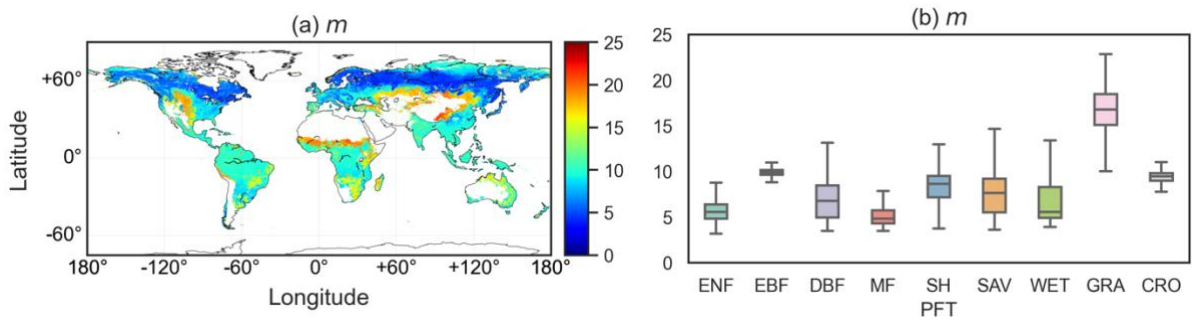 (a) m
(b) m
Latitude
+60°
0°
-60°
180° -120° -60° 0° +60° +120° 180°
Longitude
25
20
15
10
5
0
25
20
15
10
5
0
ENF EBF DBF MF SH SAV WET GRA CRO
PFT